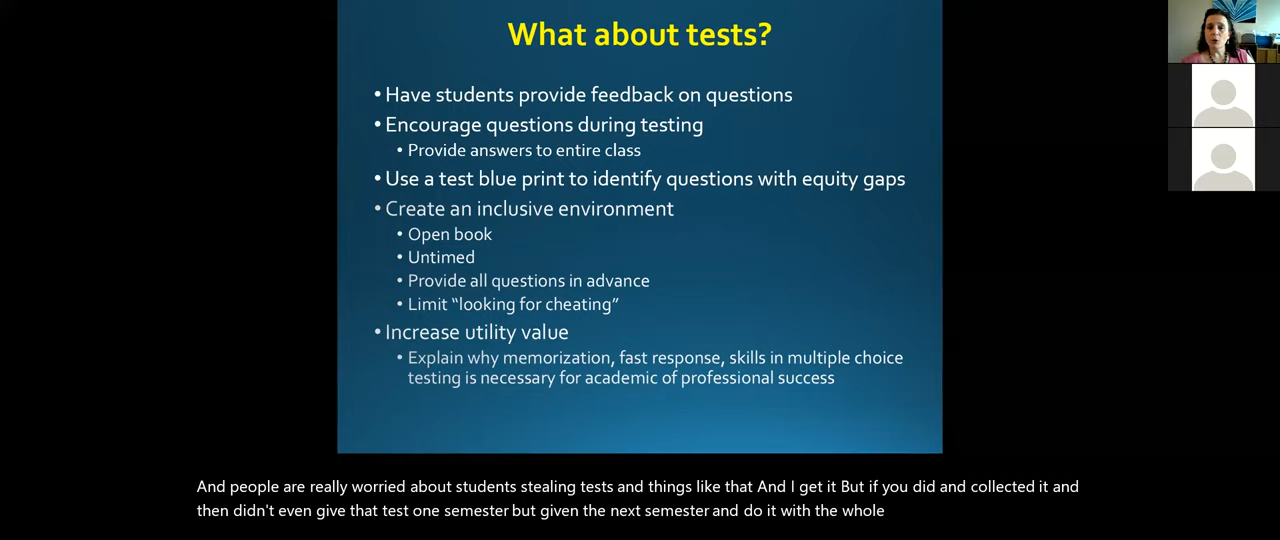 What about tests?
• Have students provide feedback on questions
• Encourage questions during testing
• Provide answers to entire class
• Use a test blue print to identify questions with equity gaps
• Create an inclusive environment
• Open book
• Untimed
• Provide all questions in advance
• Limit “looking for cheating”
• Increase utility value
• Explain why memorization, fast response, skills in multiple choice
testing is necessary for academic of professional success
And people are really worried about students stealing tests and things like that And I get it But if you did and collected it and
then didn't even give that test one semester but given the next semester and do it with the whole